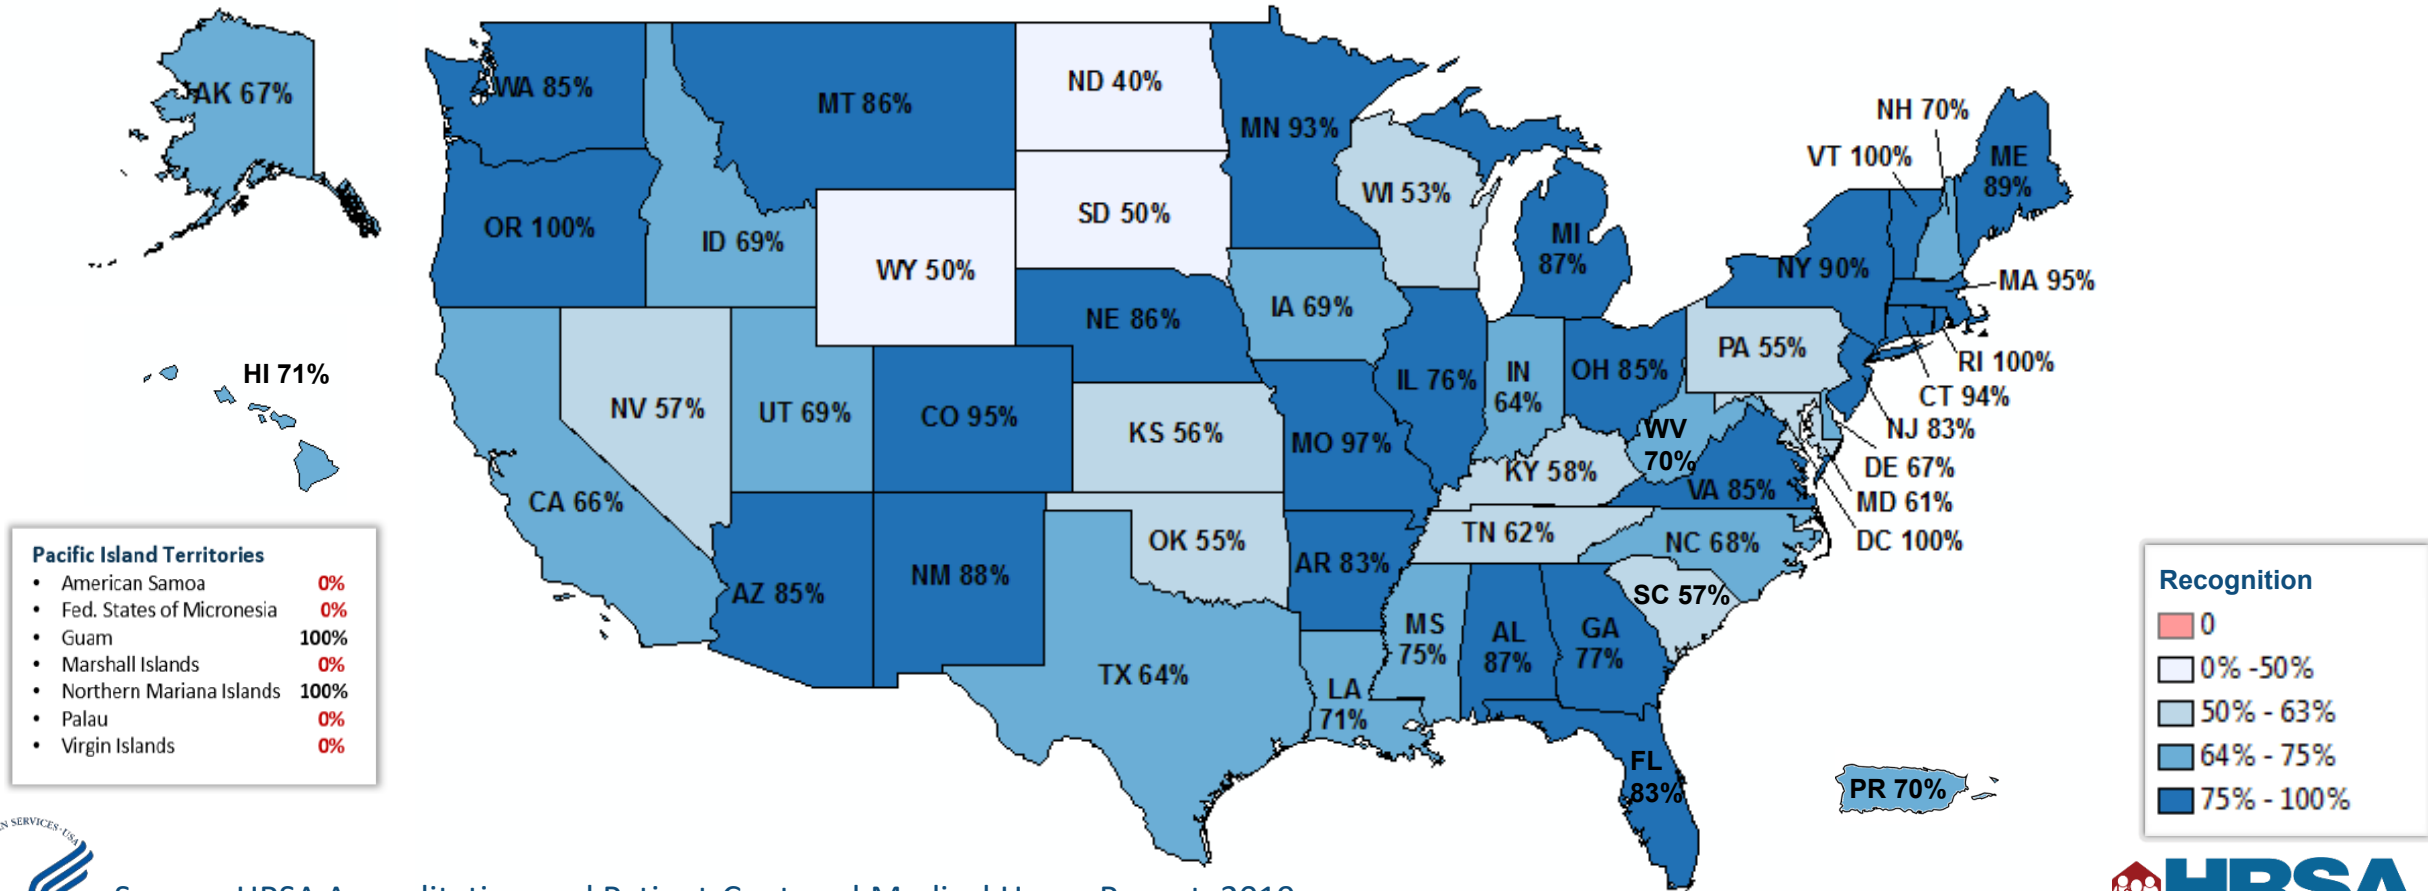 AK 67%
WA 85%
MT 86%
ND 40%
MN 93%
NH 70%
VT 100%
ME
89%
OR 100%
ID 69%
WY 50%
SD 50%
WI 53%
MI
87%
NY 90%
MA 95%
HI 71%
NV 57%
UT 69%
CO 95%
NE 86%
KS 56%
IA 69%
MO 97%
IL 76%
IN
64%
OH 85%
PA 55%
RI 100%
CT 94%
NJ 83%
DE 67%
MD 61%
DC 100%
WV
70%
VA 85%
KY 58%
CA 66%
AZ 85%
NM 88%
OK 55%
AR 83%
TN 62%
NC 68%
SC 57%
TX 64%
LA
71%
MS
75%
AL
87%
GA
77%
FL
83%
PR 70%
Pacific Island Territories
• American Samoa 0%
• Fed. States of Micronesia 0%
• Guam 100%
• Marshall Islands 0%
• Northern Mariana Islands 100%
• Palau 0%
• Virgin Islands 0%
Recognition
0
0% -50%
50% - 63%
64% - 75%
75% - 100%
SERVICES·USA
HRSA